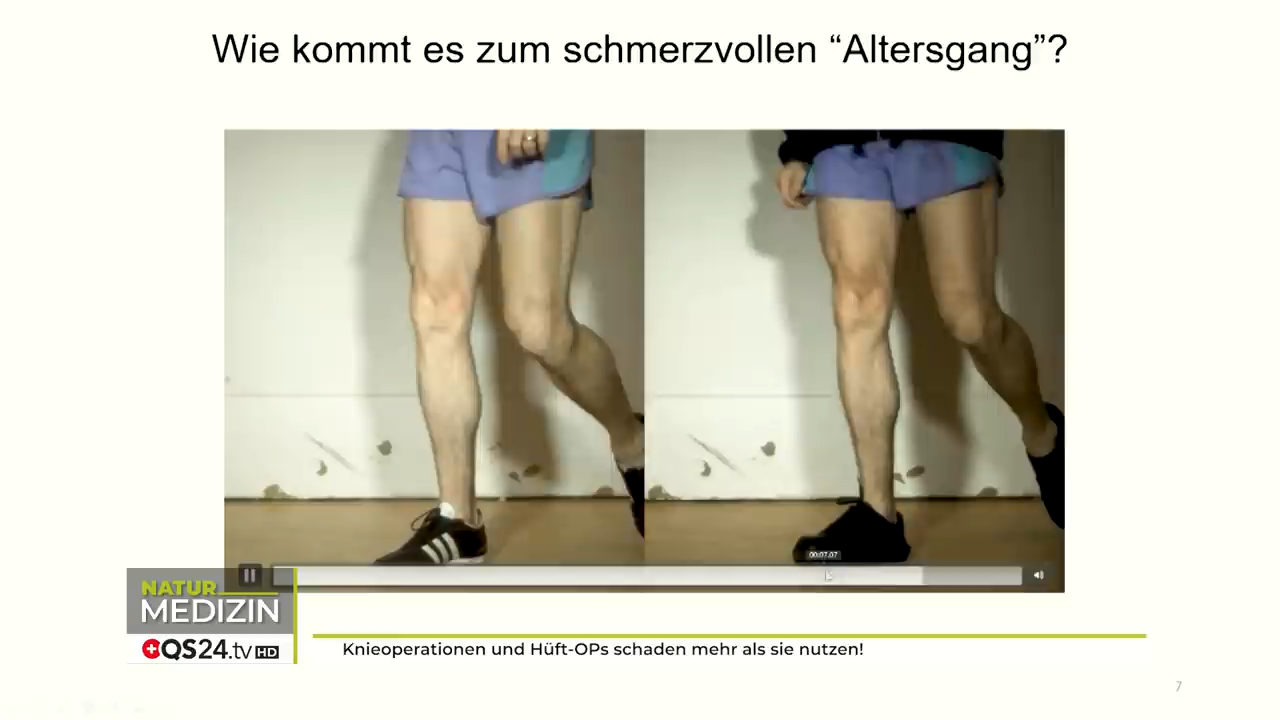 Wie kommt es zum schmerzvollen “Altersgang”?
00:07.07
NATUR
MEDIZIN
QS24.tv HD
Knieoperationen und Hüft-OPs schaden mehr als sie nutzen!
7